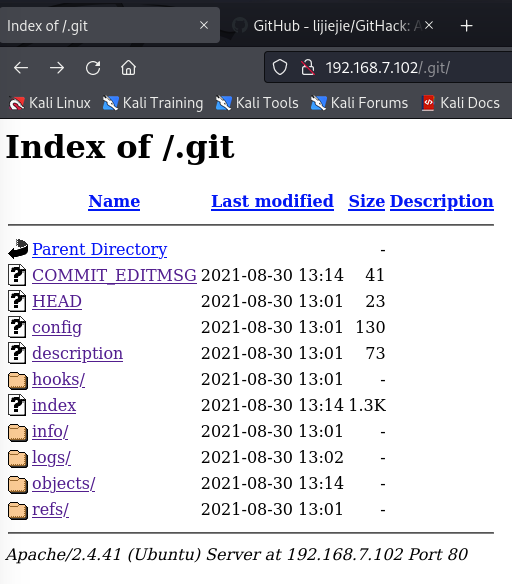 Index of /.git
GitHub - lijiejie/GitHack: A
192.168.7.102/.git/
Kali Linux Kali Training Kali Tools Kali Forums Kali Docs
Index of /.git
Name Last modified Size Description
Parent Directory -
COMMIT_EDITMSG 2021-08-30 13:14 41
HEAD 2021-08-30 13:01 23
config 2021-08-30 13:01 130
description 2021-08-30 13:01 73
hooks/ 2021-08-30 13:01 -
index 2021-08-30 13:14 1.3K
info/ 2021-08-30 13:01 -
logs/ 2021-08-30 13:02 -
objects/ 2021-08-30 13:14 -
refs/ 2021-08-30 13:01 -
Apache/2.4.41 (Ubuntu) Server at 192.168.7.102 Port 80